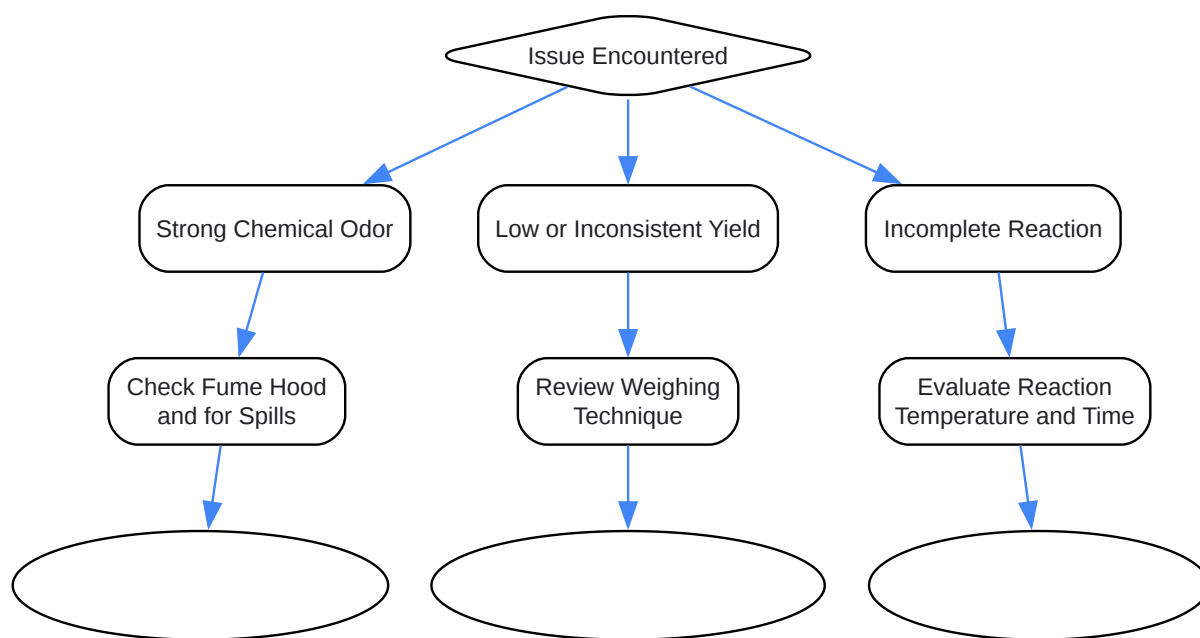 Issue Encountered
Strong Chemical Odor
Low or Inconsistent Yield
Incomplete Reaction
Check Fume Hood
and for Spills
Review Weighing
Technique
Evaluate Reaction
Temperature and Time